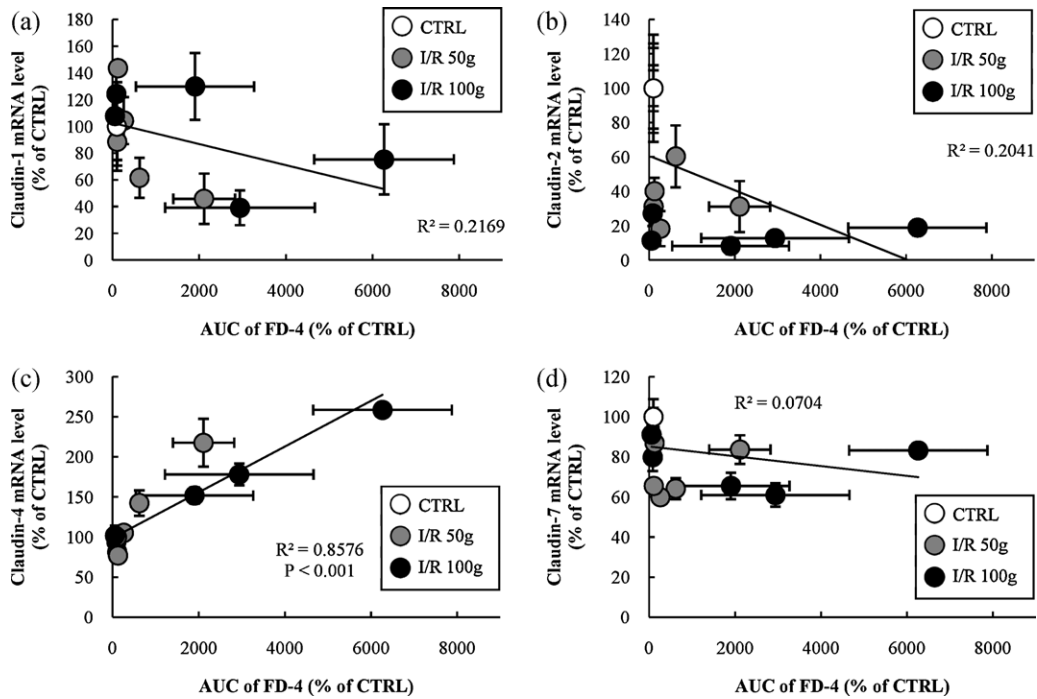 (a)
Claudin-1 mRNA level
(% of CTRL)
180
160
140
120
100
80
60
40
20
0
0 2000 4000 6000 8000
AUC of FD-4 (% of CTRL)
CTRL
I/R 50g
I/R 100g
R² = 0.2169
(b)
Claudin-2 mRNA level
(% of CTRL)
140
120
100
80
60
40
20
0
0 2000 4000 6000 8000
AUC of FD-4 (% of CTRL)
CTRL
I/R 50g
I/R 100g
R² = 0.2041
(c)
Claudin-4 mRNA level
(% of CTRL)
300
250
200
150
100
50
0
0 2000 4000 6000 8000
AUC of FD-4 (% of CTRL)
R² = 0.8576
P < 0.001
CTRL
I/R 50g
I/R 100g
(d)
Claudin-7 mRNA level
(% of CTRL)
120
100
80
60
40
20
0
0 2000 4000 6000 8000
AUC of FD-4 (% of CTRL)
R² = 0.0704
CTRL
I/R 50g
I/R 100g